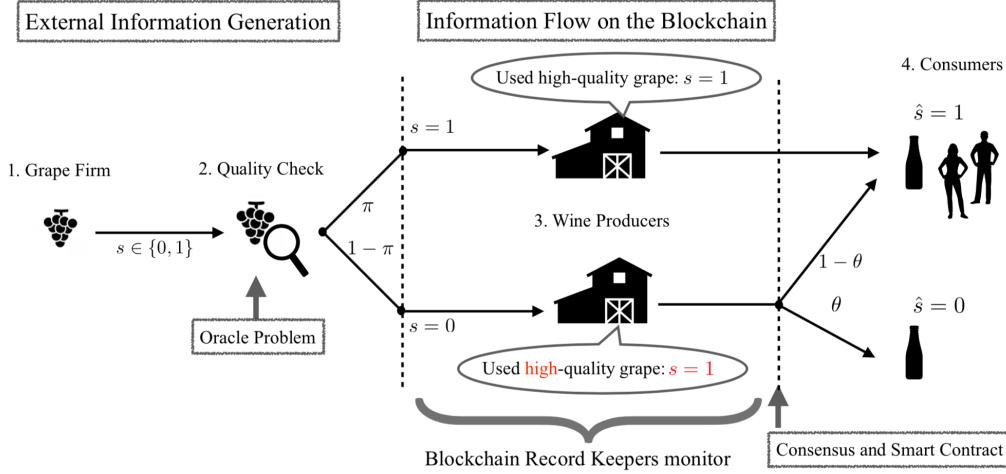 External Information Generation
Information Flow on the Blockchain
4. Consumers
Used high-quality grape: s = 1
ŝ = 1
s = 1
1. Grape Firm
2. Quality Check
π
s ∈ {0, 1}
1 − π
3. Wine Producers
1 − θ
θ
ŝ = 0
Oracle Problem
s = 0
Used high-quality grape: s = 1
Consensus and Smart Contract
Blockchain Record Keepers monitor